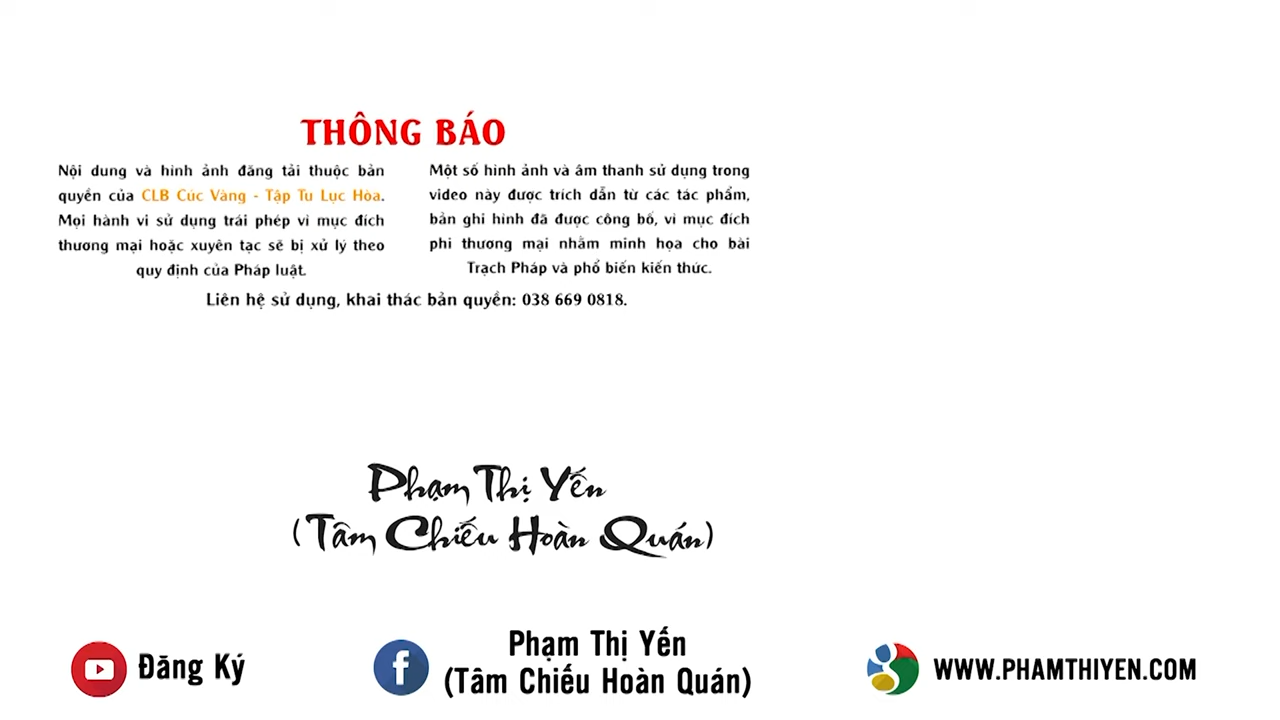 THÔNG BÁO
Nội dung và hình ảnh đăng tải thuộc bản
quyền của CLB Cúc Vàng - Tập Tu Lục Hòa.
Mọi hành vi sử dụng trái phép vì mục đích
thương mại hoặc xuyên tạc sẽ bị xử lý theo
quy định của Pháp luật.
Một số hình ảnh và âm thanh sử dụng trong
video này được trích dẫn từ các tác phẩm,
bản ghi hình đã được công bố, vì mục đích
phi thương mại nhằm minh họa cho bài
Trạch Pháp và phổ biến kiến thức.
Liên hệ sử dụng, khai thác bản quyền: 038 669 0818.
Phạm Thị Yến
(Tâm Chiếu Hoàn Quán)
Đăng Ký
Phạm Thị Yến
(Tâm Chiếu Hoàn Quán)
WWW.PHAMTHIYEN.COM